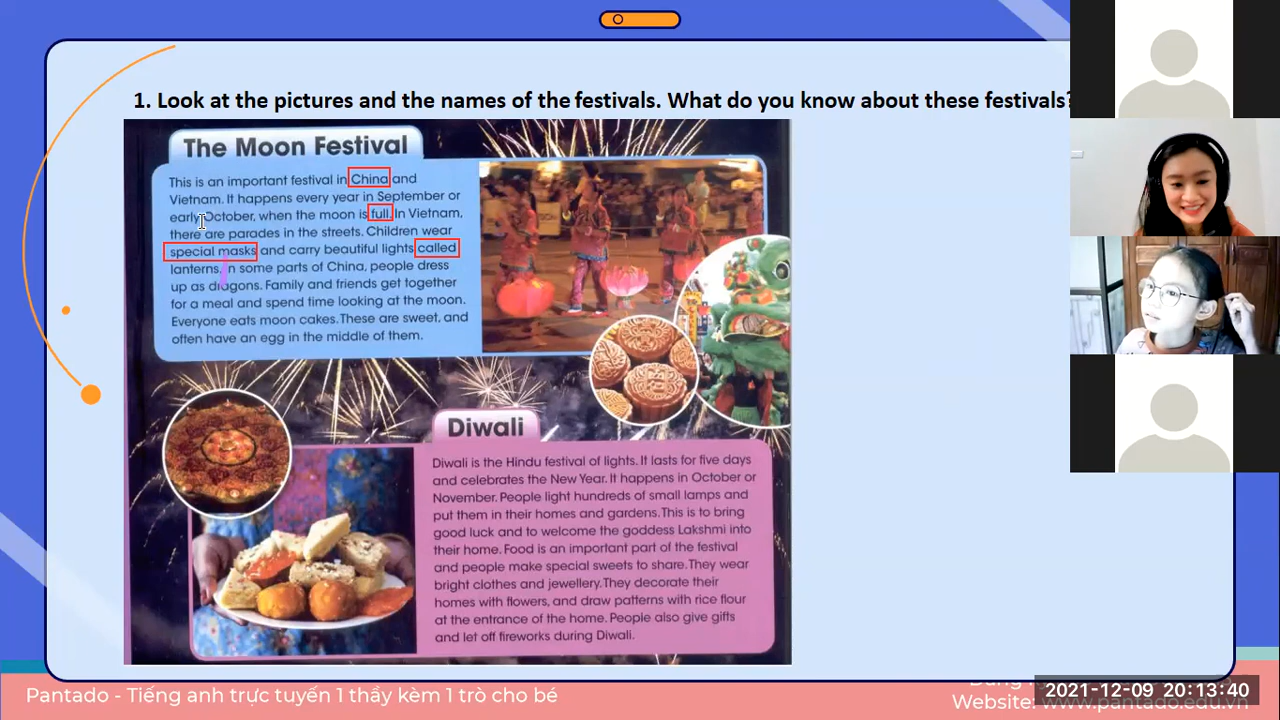 1. Look at the pictures and the names of the festivals. What do you know about these festivals?
The Moon Festival
This is an important festival in China and
Vietnam. It happens every year in September or
early October, when the moon is full. In Vietnam,
there are parades in the streets. Children wear
special masks and carry beautiful lights called
lanterns. In some parts of China, people dress
up as dragons. Family and friends get together
for a meal and spend time looking at the moon.
Everyone eats moon cakes. These are sweet, and
often have an egg in the middle of them.
Diwali
Diwali is the Hindu festival of lights. It lasts for five days
and celebrates the New Year. It happens in October or
November. People light hundreds of small lamps and
put them in their homes and gardens. This is to bring
good luck and to welcome the goddess Lakshmi into
their home. Food is an important part of the festival
and people make special sweets to share. They wear
bright clothes and jewellery. They decorate their
homes with flowers, and draw patterns with rice flour
at the entrance of the home. People also give gifts
and let off fireworks during Diwali.
Pantado - Tiếng anh trực tuyến 1 thầy kèm 1 trò cho bé
Website: www.pantado.edu.vn
2021-12-09 20:13:40